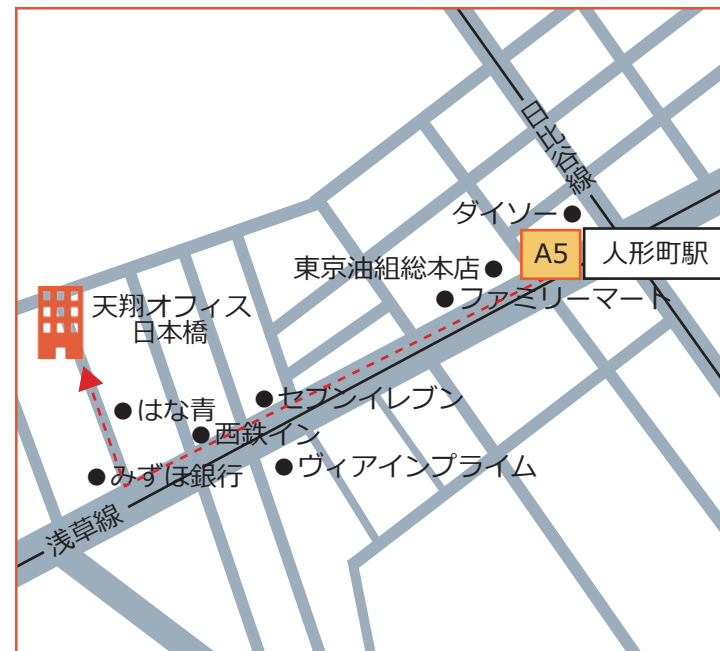 日比谷線
ダイソー
A5
人形町駅
東京油組総本店
ファミリーマート
天翔オフィス
日本橋
セブンイレブン
はな青
西鉄イン
ヴィアインプライム
みずほ銀行
浅草線